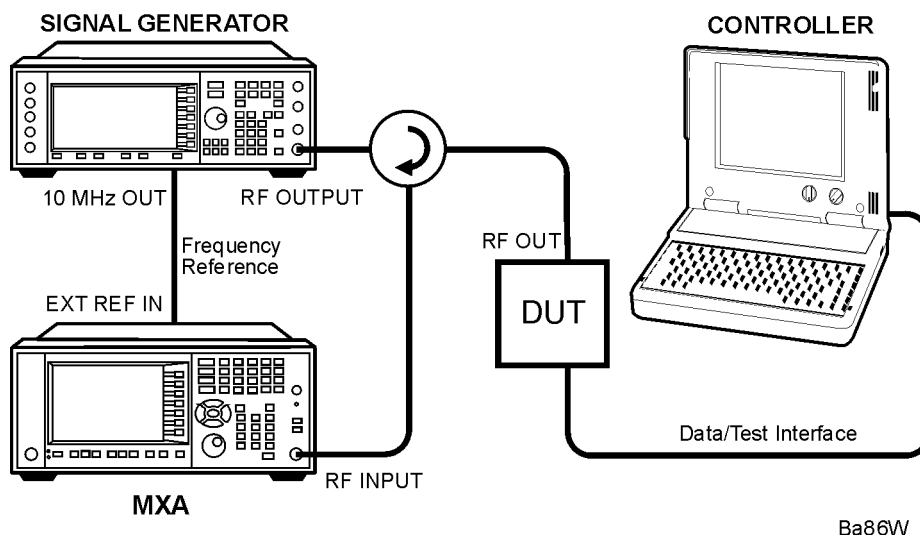 SIGNAL GENERATOR
CONTROLLER
10 MHz OUT
RF OUTPUT
RF OUT
Frequency
Reference
EXT REF IN
DUT
Data/Test Interface
RF INPUT
MXA
Ba86W